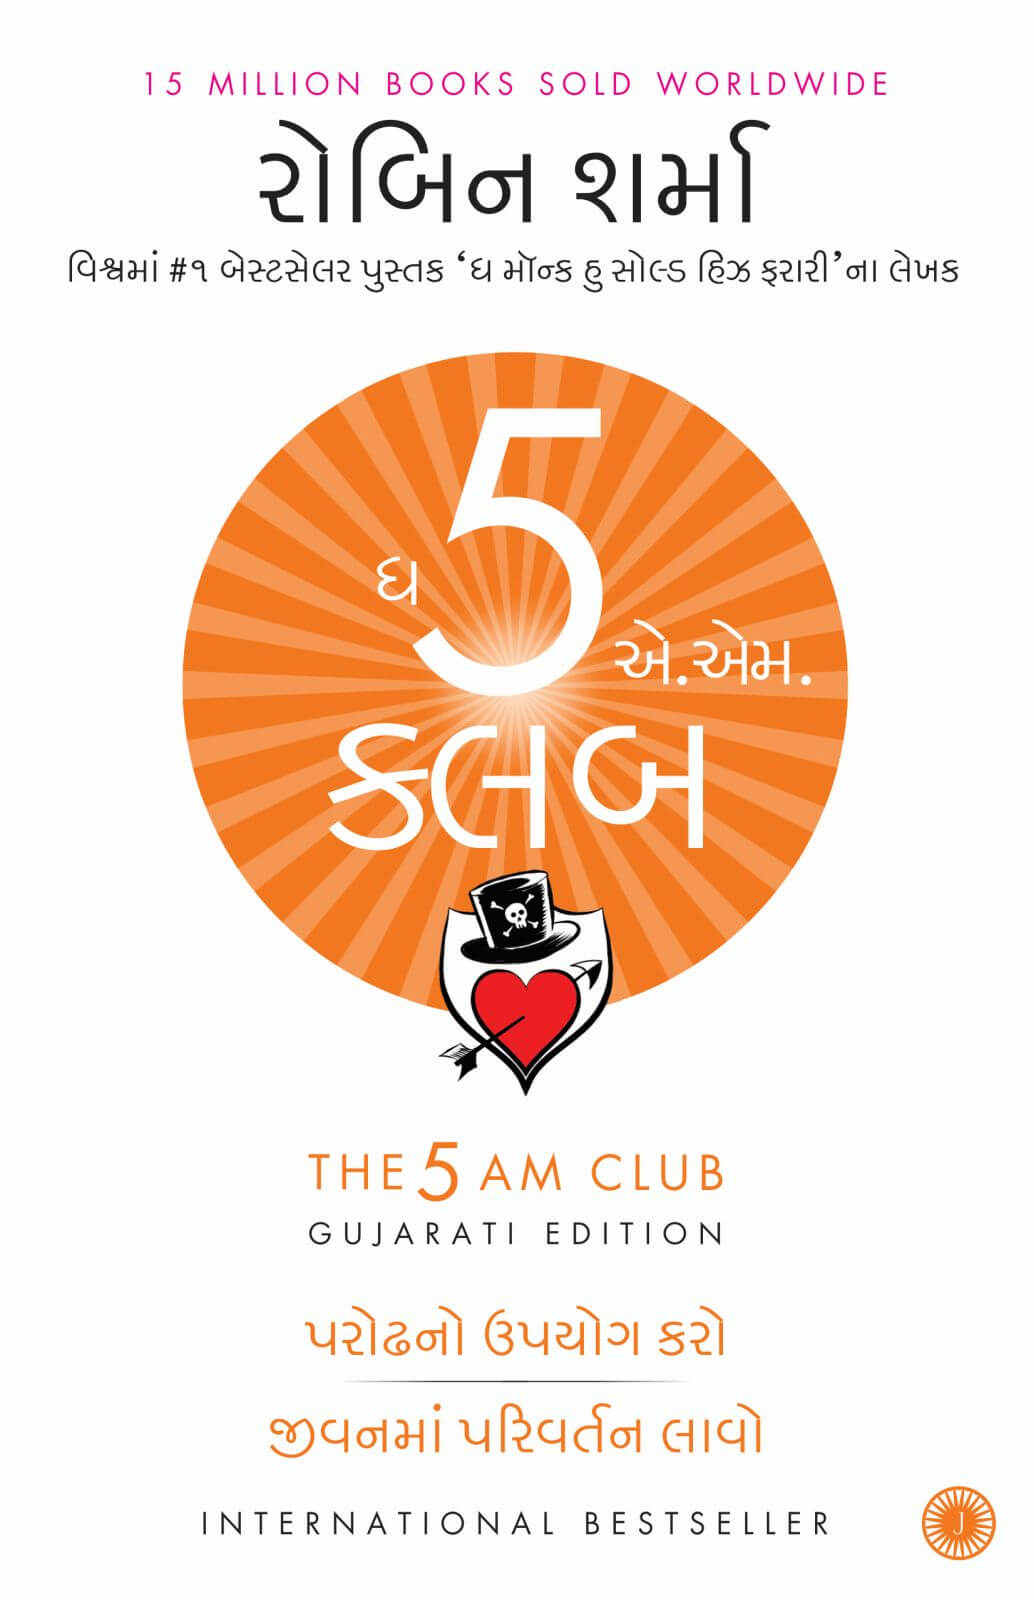 15 MILLION BOOKS SOLD WORLDWIDE
રોબિન શર્મા
વિશ્વમાં #૧ બેસ્ટસેલર પુસ્તક ‘ધ મૉન્ક હુ સોલ્ડ હિઝ ફરારી’ના લેખક
ધ 5 એ.એમ.
ક્લબ
THE 5 AM CLUB
GUJARATI EDITION
પરોઢનો ઉપયોગ કરો
જીવનમાં પરિવર્તન લાવો
INTERNATIONAL BESTSELLER
J